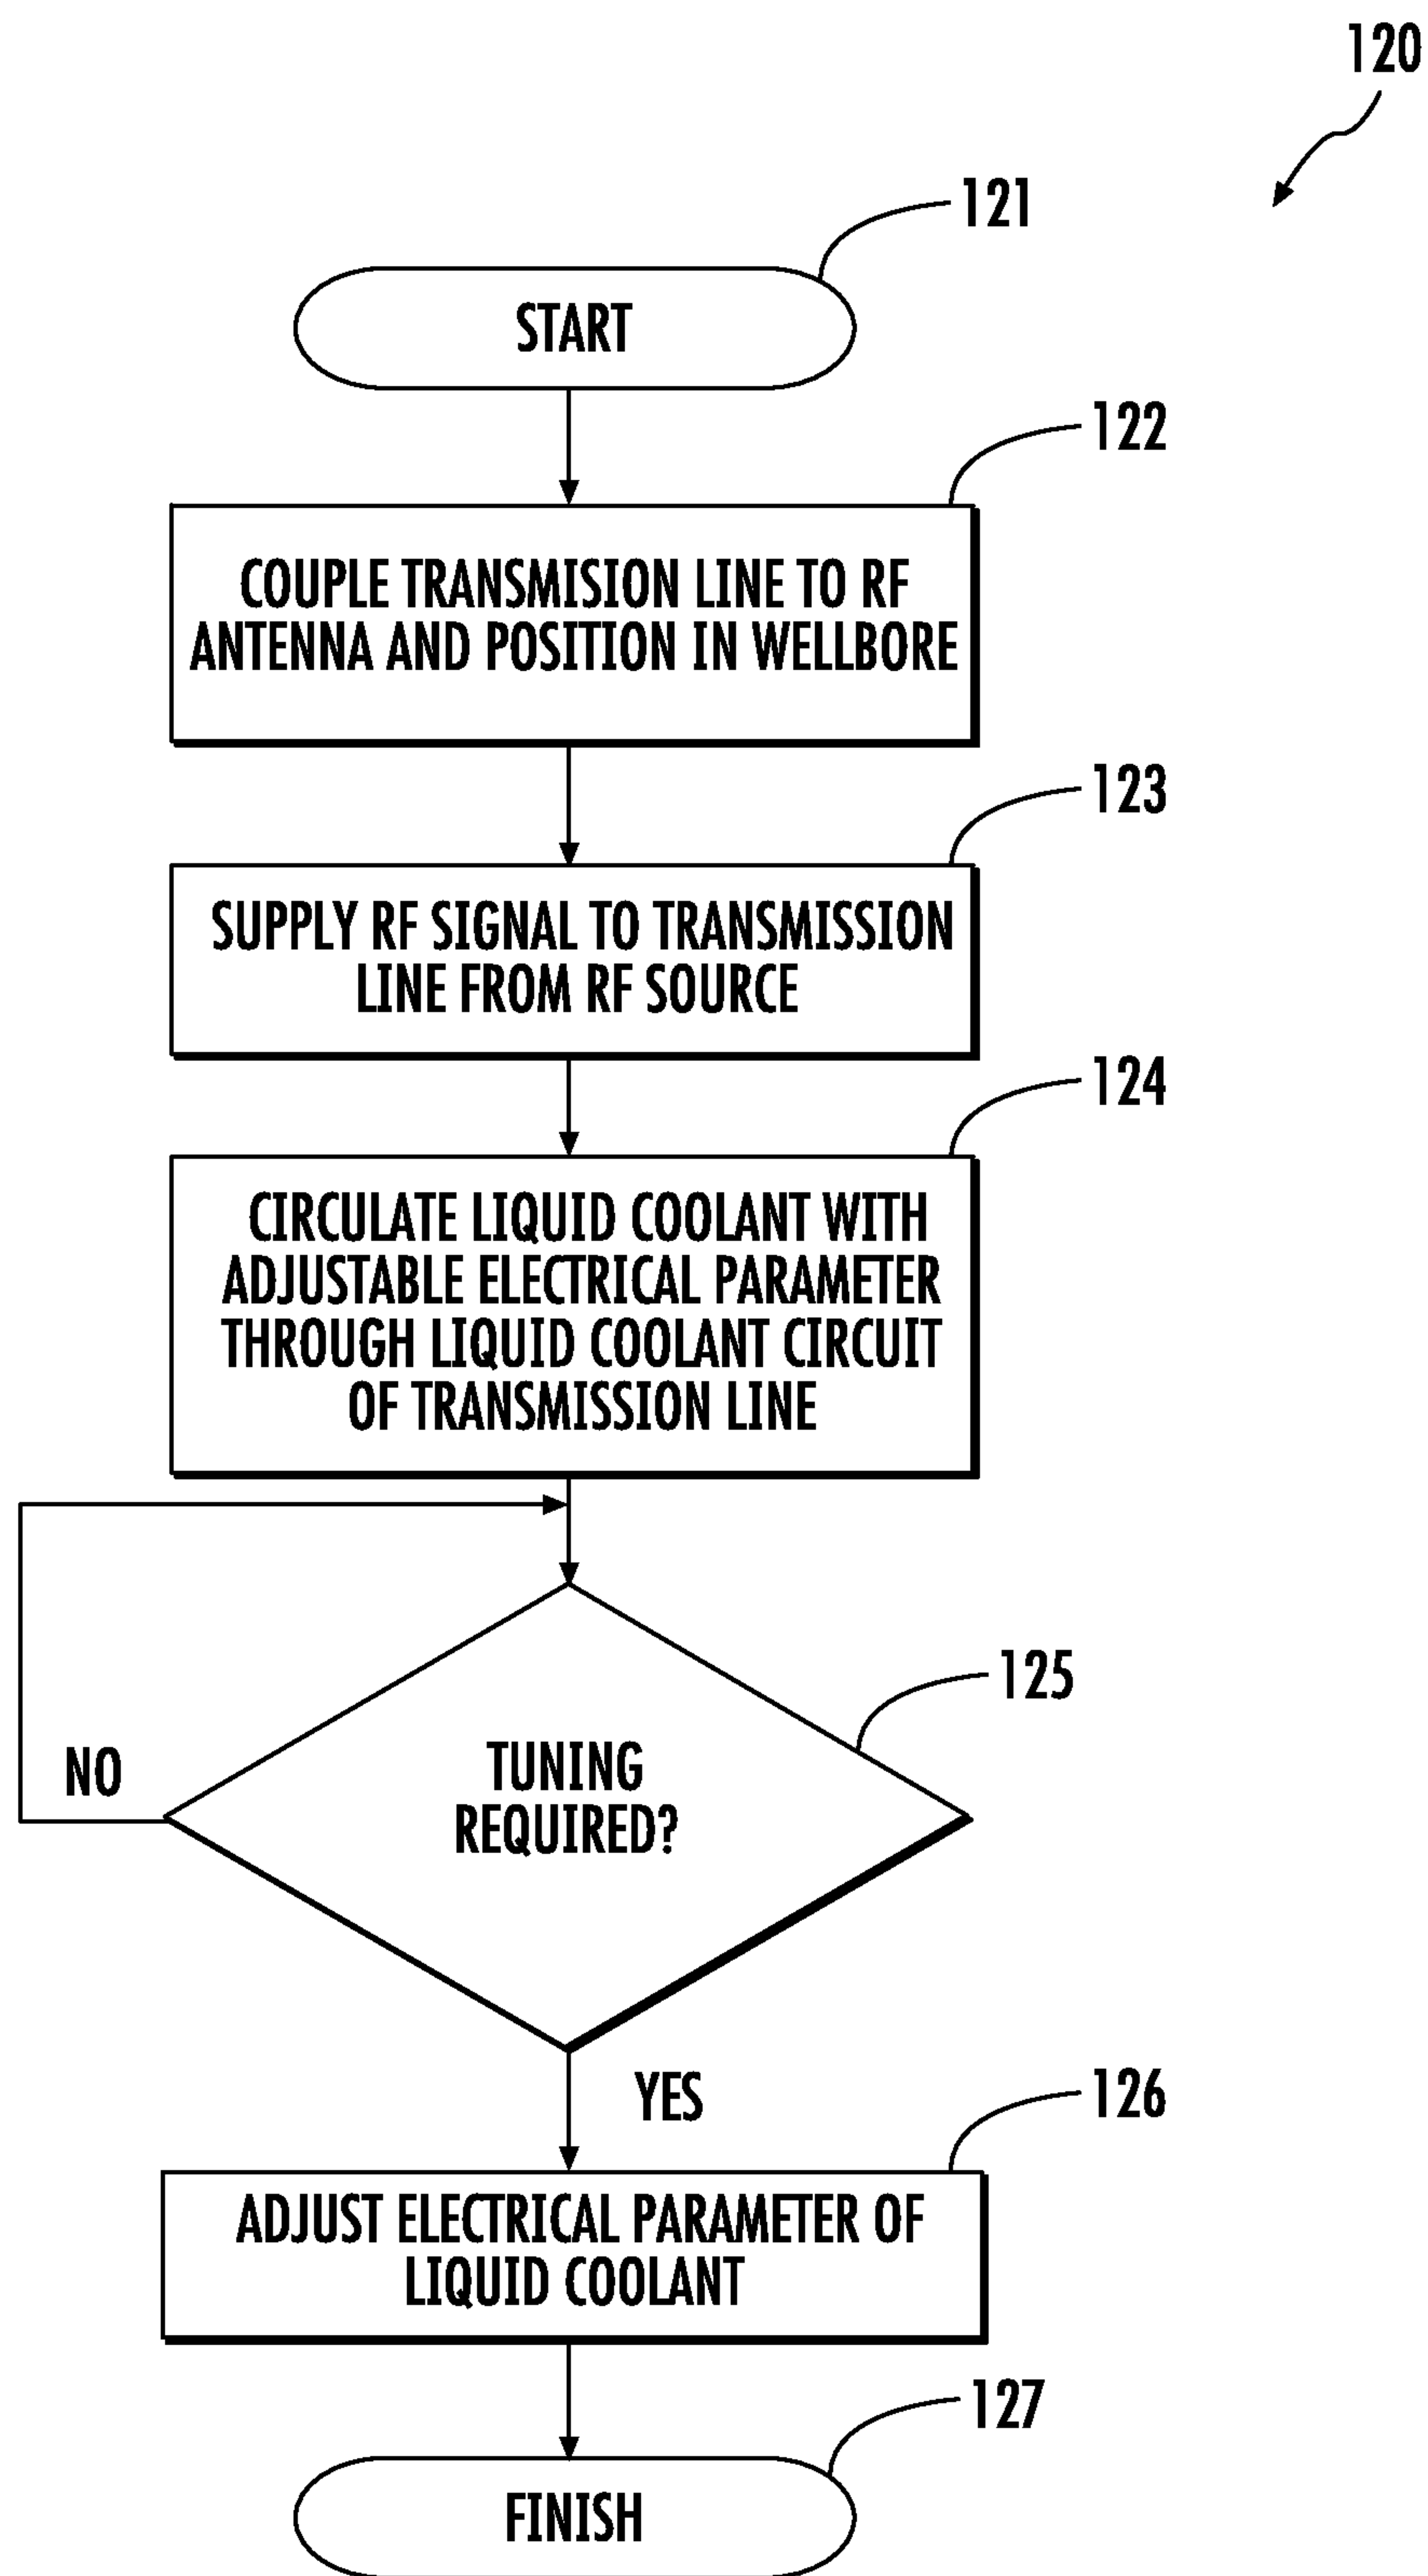 120
121
START
122
COUPLE TRANSMISION LINE TO RF
ANTENNA AND POSITION IN WELLBORE
123
SUPPLY RF SIGNAL TO TRANSMISSION
LINE FROM RF SOURCE
124
CIRCULATE LIQUID COOLANT WITH
ADJUSTABLE ELECTRICAL PARAMETER
THROUGH LIQUID COOLANT CIRCUIT
OF TRANSMISSION LINE
125
TUNING
REQUIRED?
NO
YES
126
ADJUST ELECTRICAL PARAMETER OF
LIQUID COOLANT
127
FINISH